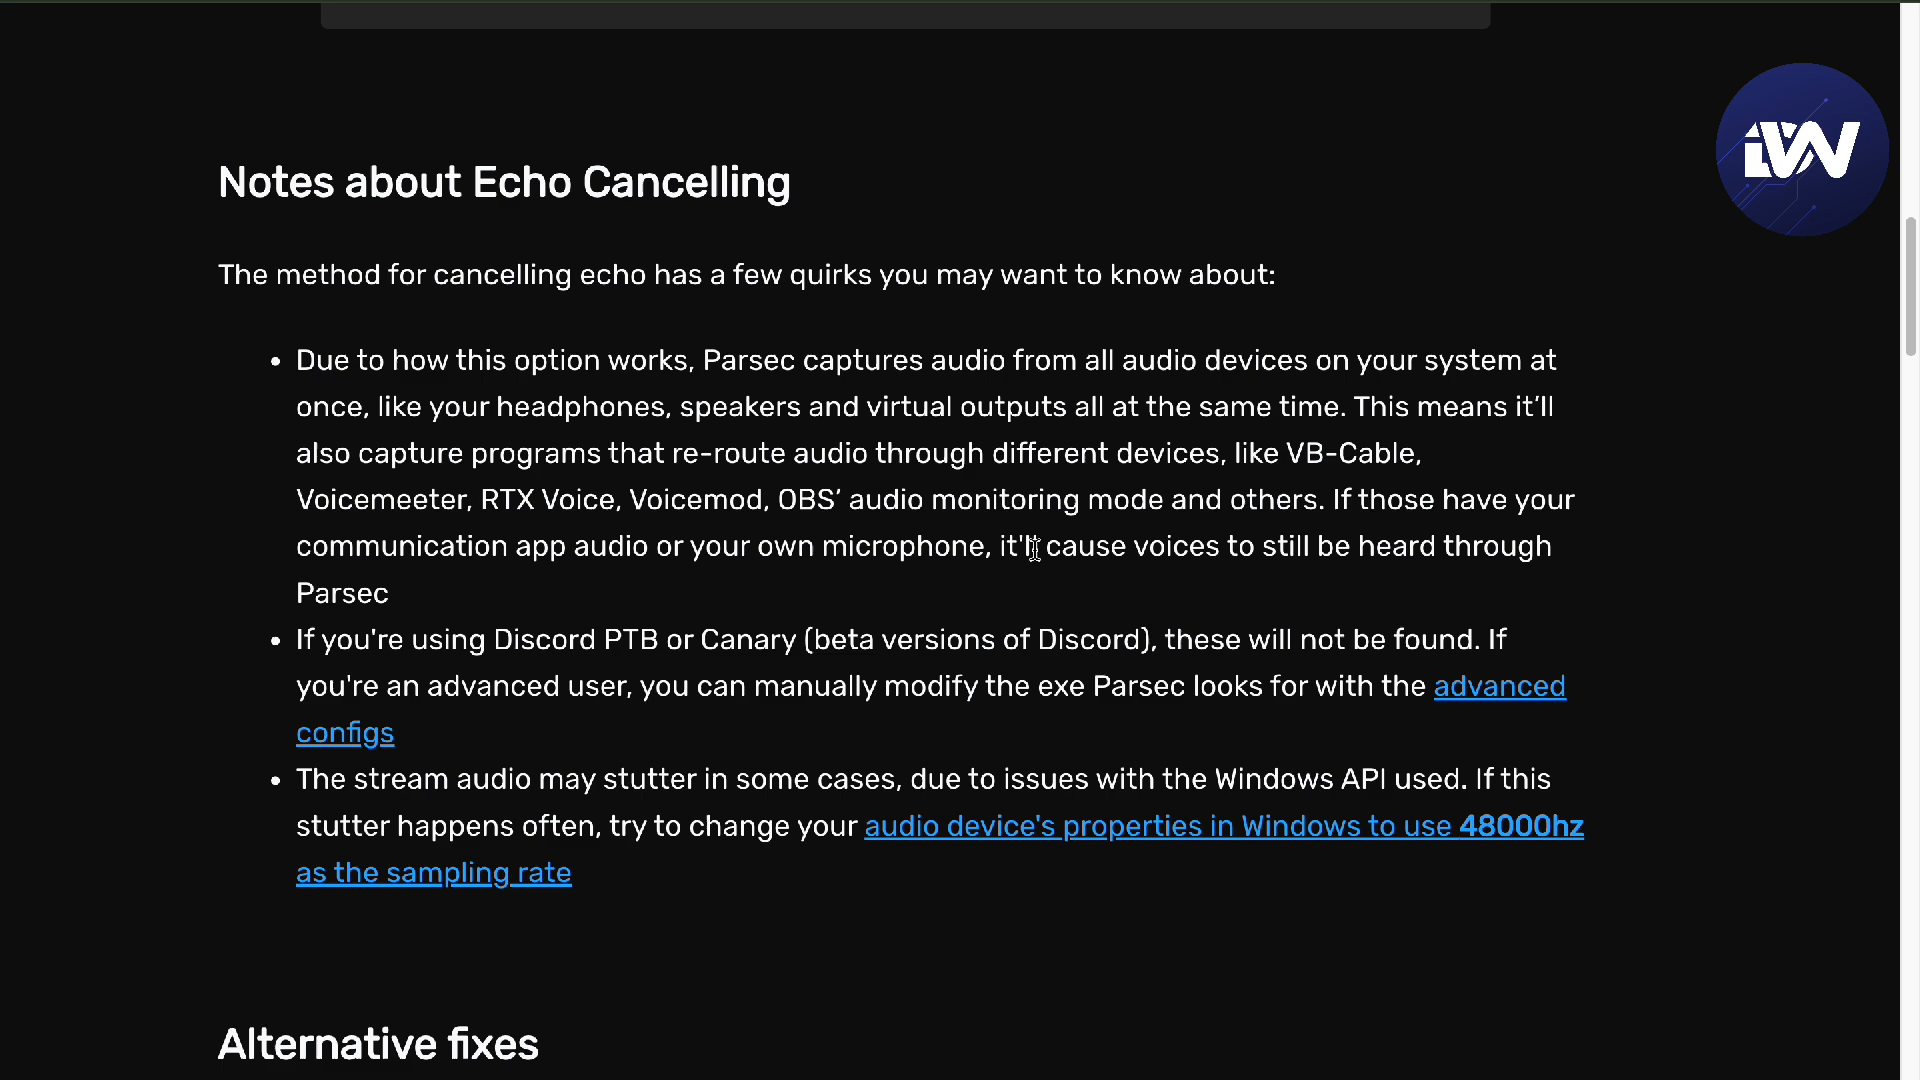 iDW
Notes about Echo Cancelling
The method for cancelling echo has a few quirks you may want to know about:
• Due to how this option works, Parsec captures audio from all audio devices on your system at
once, like your headphones, speakers and virtual outputs all at the same time. This means it’ll
also capture programs that re-route audio through different devices, like VB-Cable,
Voicemeeter, RTX Voice, Voicemod, OBS’ audio monitoring mode and others. If those have your
communication app audio or your own microphone, it'll cause voices to still be heard through
Parsec
• If you're using Discord PTB or Canary (beta versions of Discord), these will not be found. If
you're an advanced user, you can manually modify the exe Parsec looks for with the advanced
configs
• The stream audio may stutter in some cases, due to issues with the Windows API used. If this
stutter happens often, try to change your audio device's properties in Windows to use 48000hz
as the sampling rate
Alternative fixes